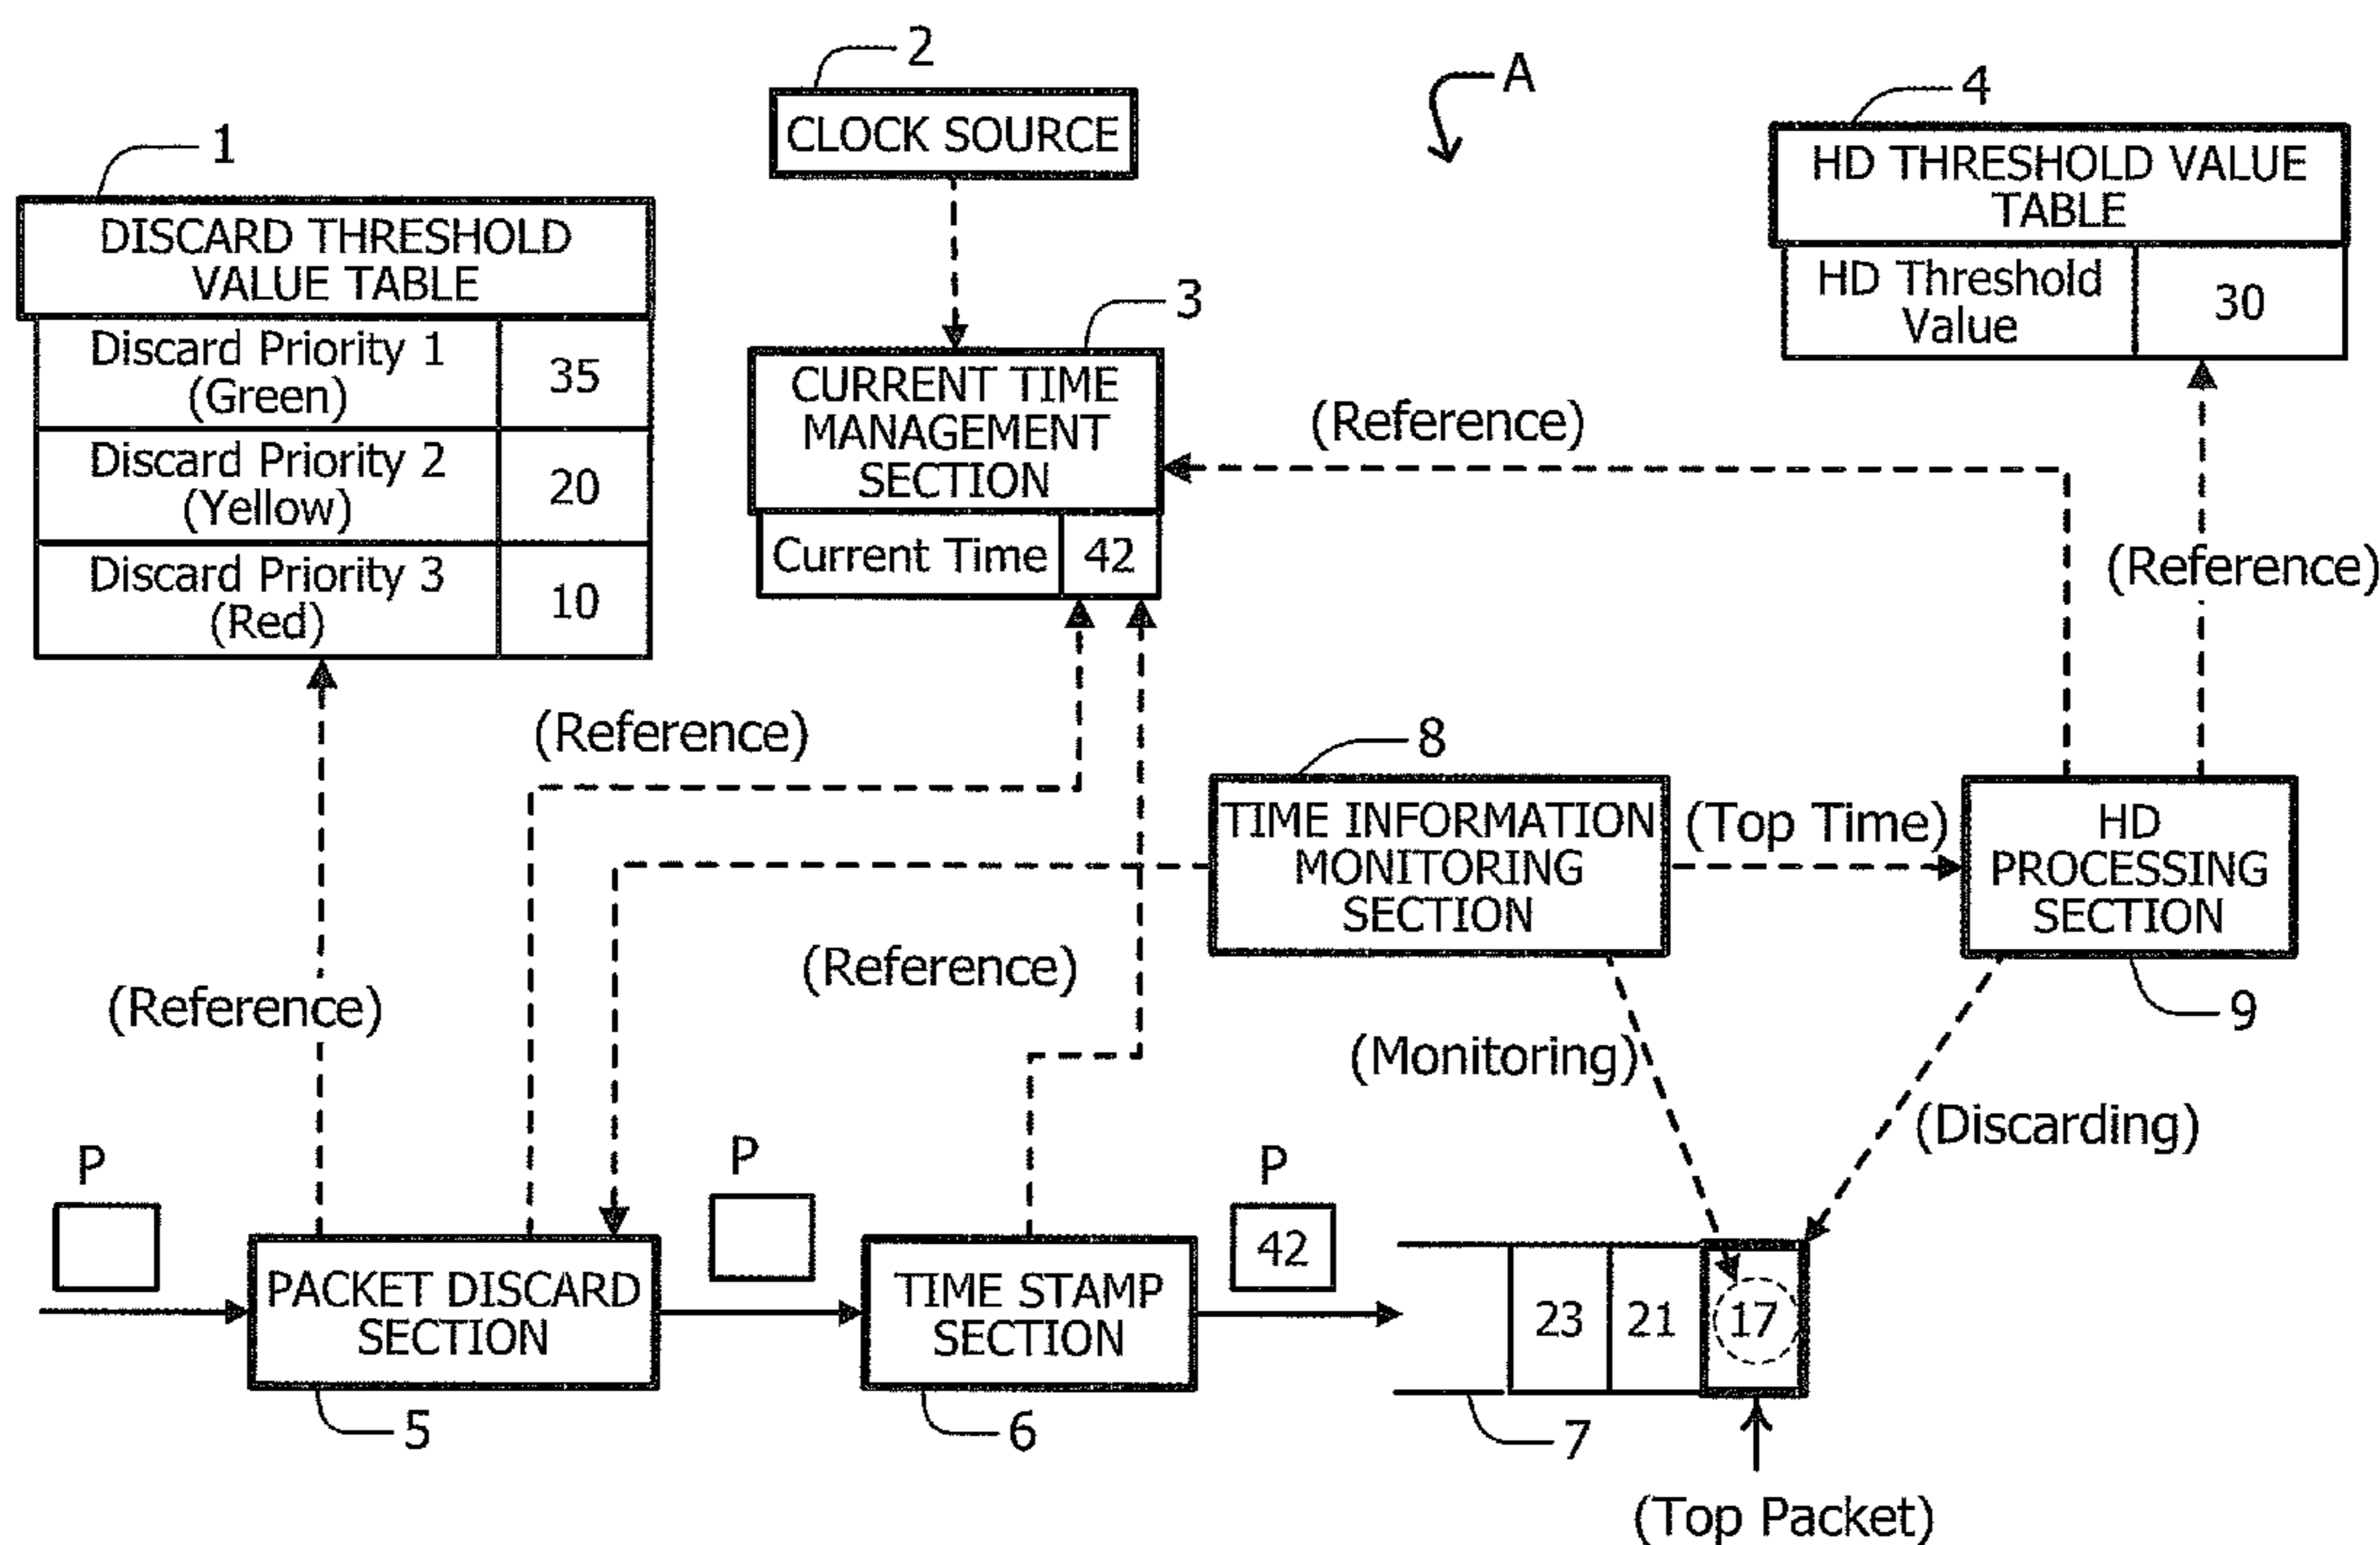 2
A
4
CLOCK SOURCE
1
HD THRESHOLD VALUE
TABLE
HD Threshold
Value
30
DISCARD THRESHOLD
VALUE TABLE
Discard Priority 1
(Green)
35
Discard Priority 2
(Yellow)
20
Discard Priority 3
(Red)
10
3
CURRENT TIME
MANAGEMENT
SECTION
Current Time
42
(Reference)
(Reference)
(Reference)
8
TIME INFORMATION
MONITORING
SECTION
(Top Time)
HD
PROCESSING
SECTION
9
(Reference)
(Reference)
(Monitoring)
(Discarding)
P
P
P
42
PACKET DISCARD
SECTION
5
TIME STAMP
SECTION
6
23
21
17
7
(Top Packet)